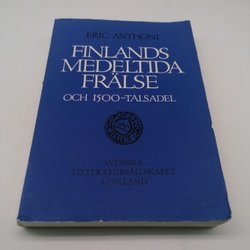 ERIC ANTHONI
FINLANDS
MEDELTIDA
FRÄLSE
OCH 1500-TALSADEL
SVENSKA
LITTERATURSÄLLSKAPET
I FINLAND